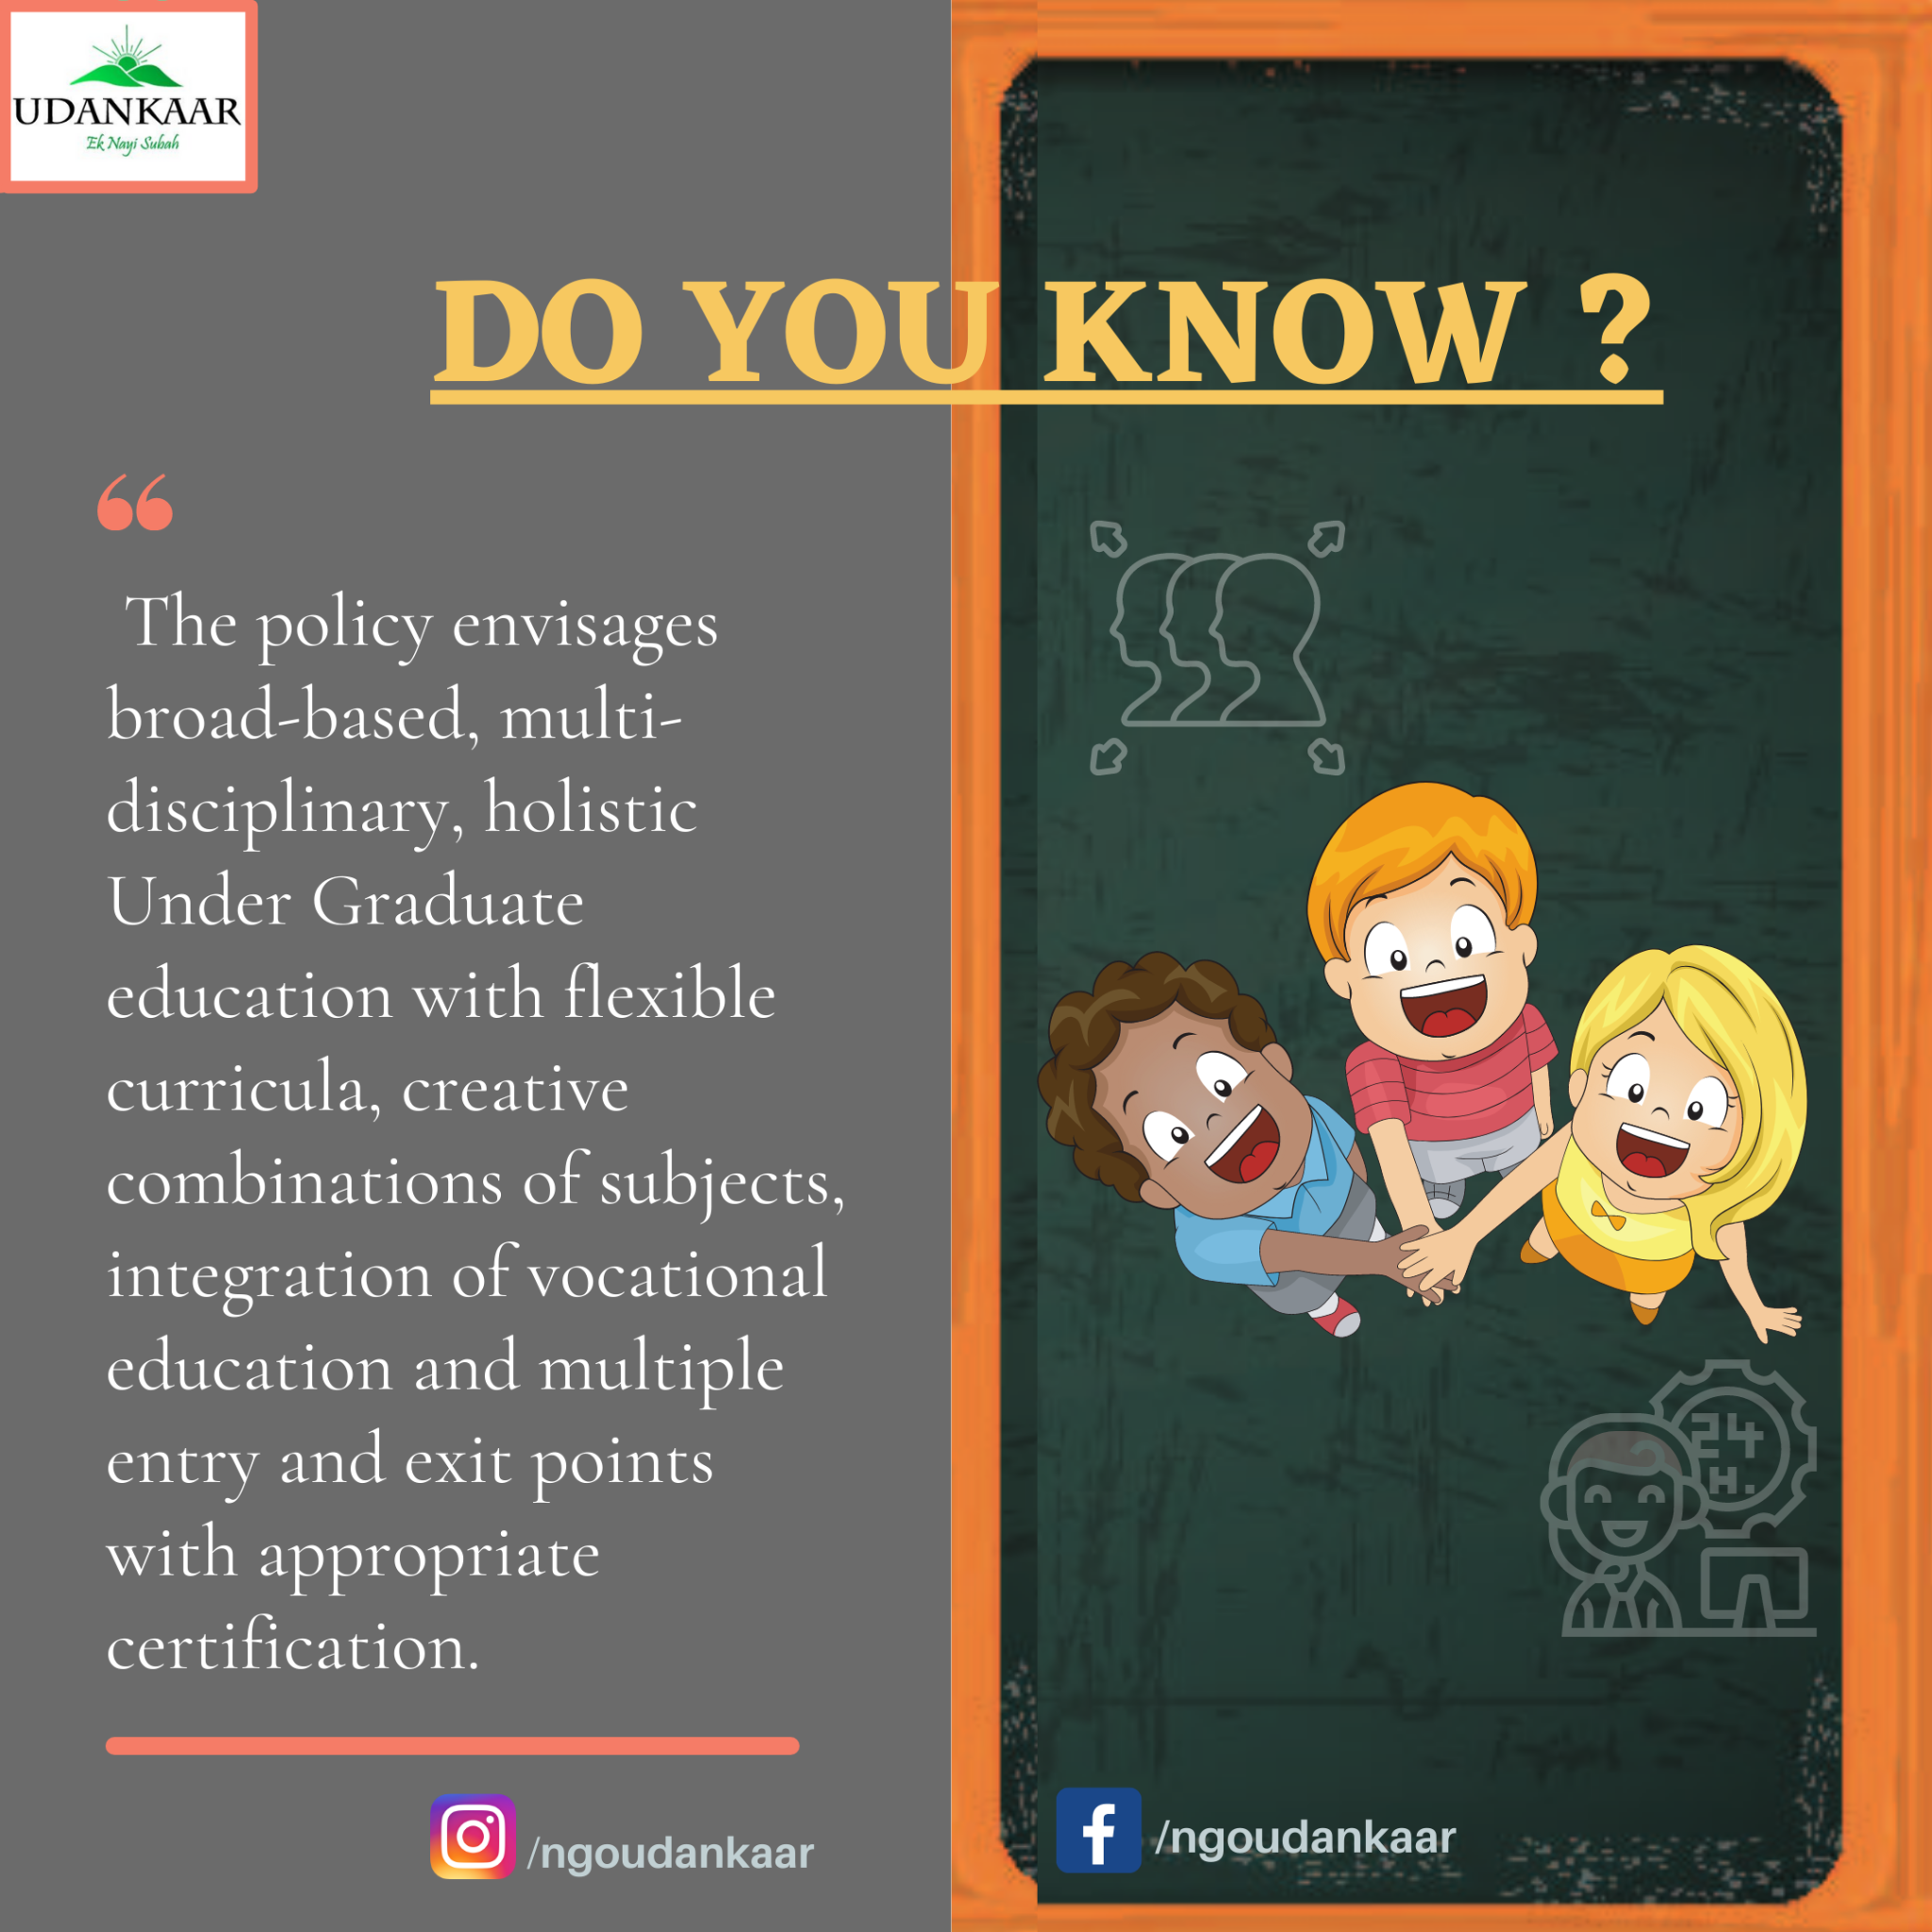 UDANKAAR
Ek Nayi Subah
DO YOU KNOW ?
“
The policy envisages
broad-based, multi-
disciplinary, holistic
Under Graduate
education with flexible
curricula, creative
combinations of subjects,
integration of vocational
education and multiple
entry and exit points
with appropriate
certification.
24
H.
/ngoudankaar
/ngoudankaar